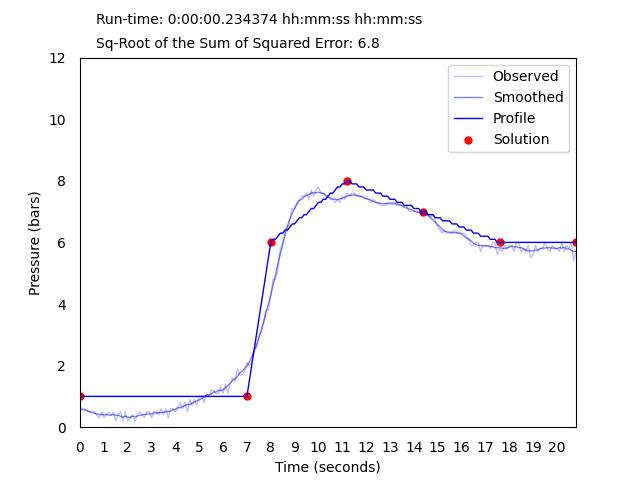 Run-time: 0:00:00.234374 hh:mm:ss hh:mm:ss
Sq-Root of the Sum of Squared Error: 6.8
12
10
8
6
4
2
0
Pressure (bars)
Observed
Smoothed
Profile
Solution
0 1 2 3 4 5 6 7 8 9 10 11 12 13 14 15 16 17 18 19 20
Time (seconds)